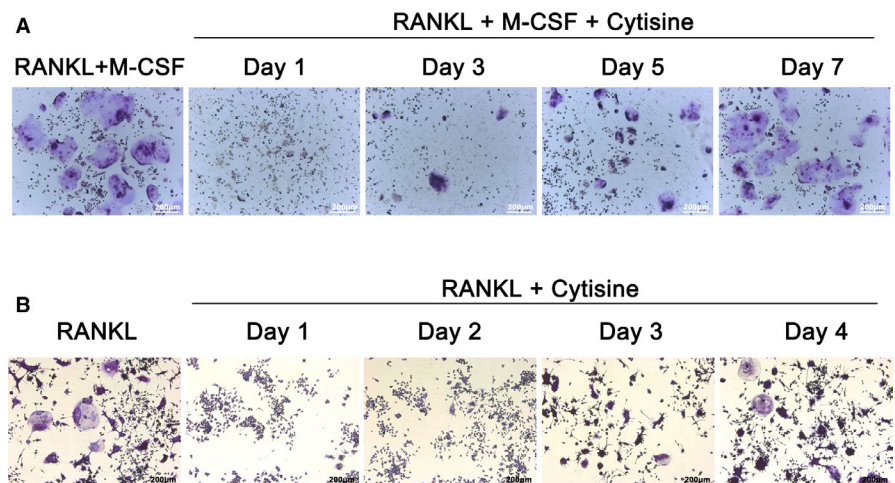 A
RANKL + M-CSF + Cytisine
RANKL+M-CSF
Day 1
Day 3
Day 5
Day 7
200μm
200μm
200μm
200μm
200μm
B
RANKL + Cytisine
RANKL
Day 1
Day 2
Day 3
Day 4
200μm
200μm
200μm
200μm
200μm